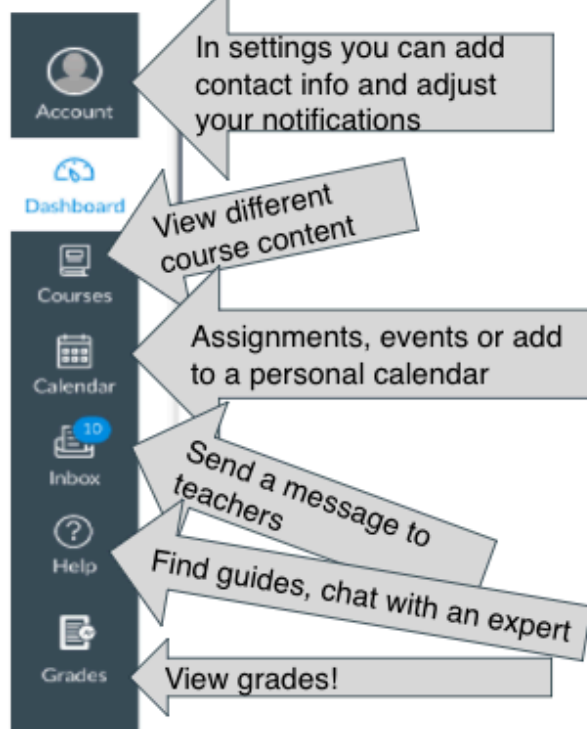 In settings you can add
contact info and adjust
your notifications
Account
Dashboard
View different
course content
Courses
Assignments, events or add
to a personal calendar
Calendar
10
Inbox
Send a message to
teachers
Help
Find guides, chat with an expert
Grades
View grades!